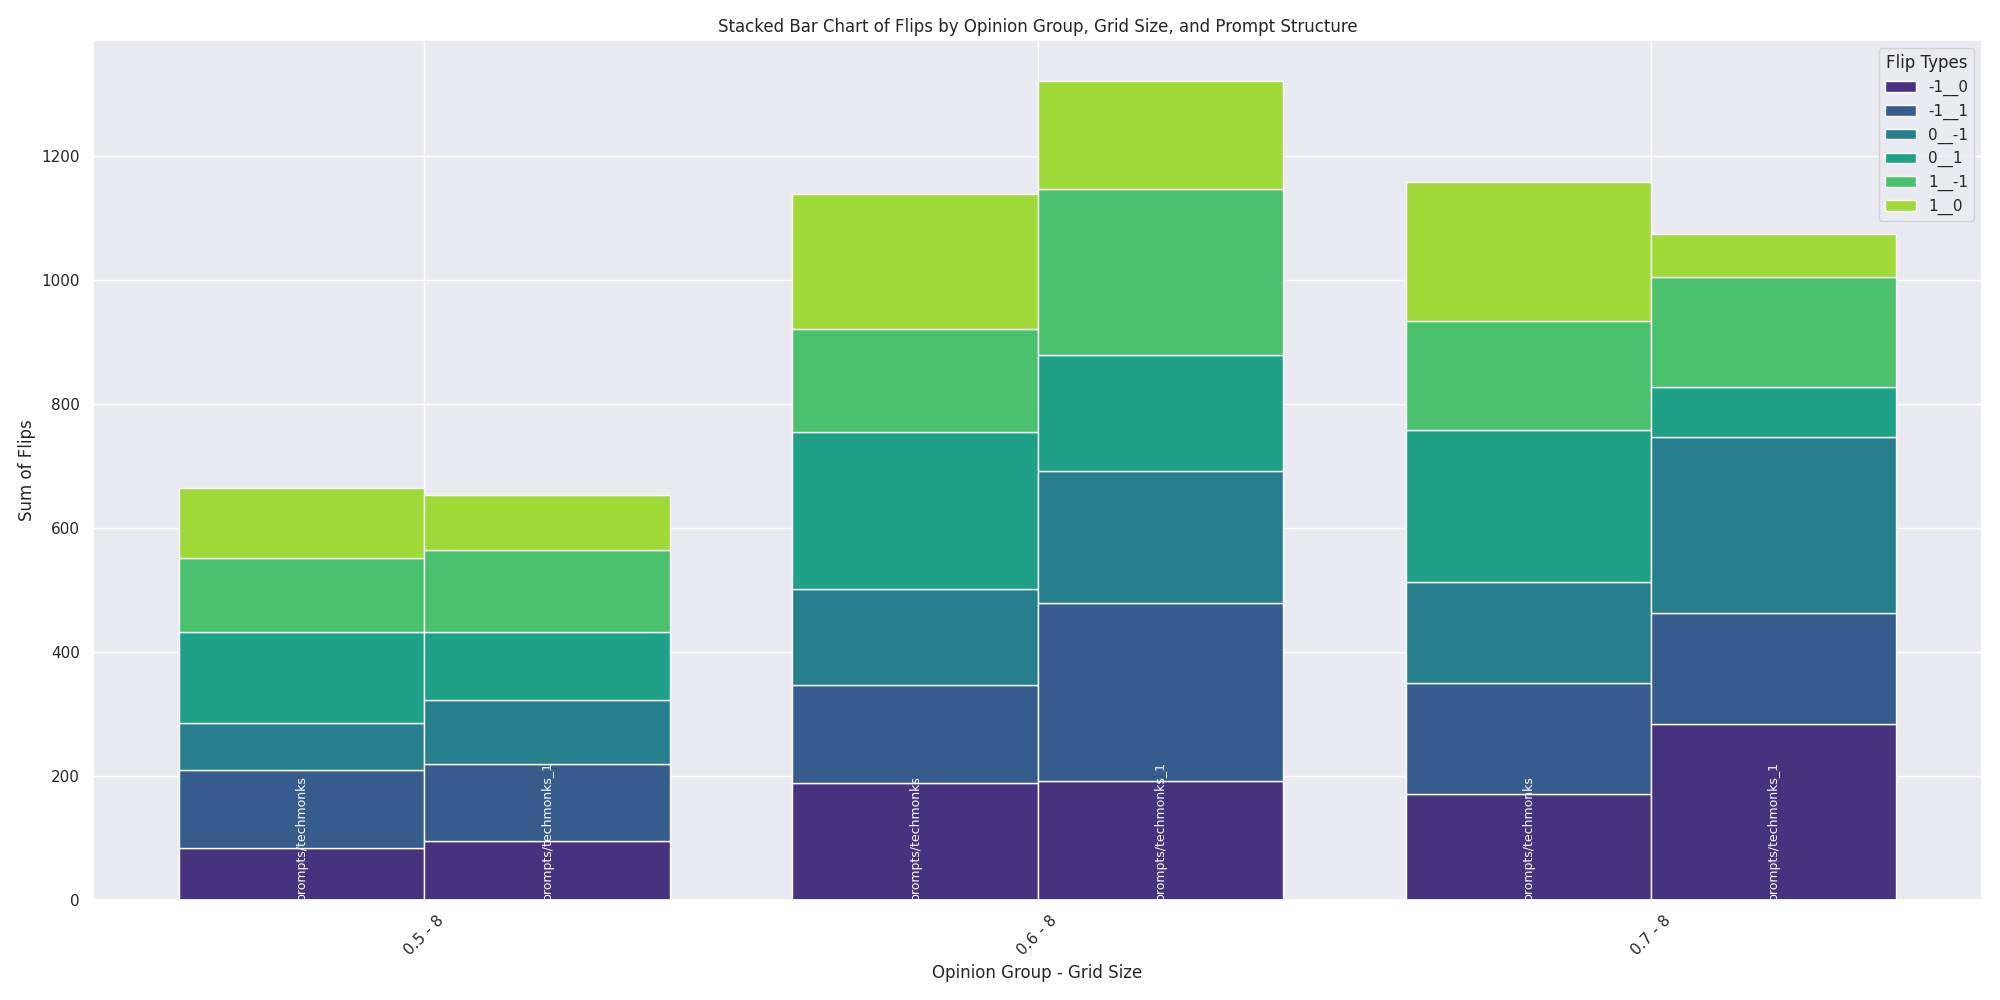 Stacked Bar Chart of Flips by Opinion Group, Grid Size, and Prompt Structure
Flip Types
-1__0
-1__1
0__-1
0__1
1__-1
1__0
Sum of Flips
1200
1000
800
600
400
200
0
prompts/techmonks
prompts/techmonks_1
prompts/techmonks
prompts/techmonks_1
prompts/techmonks
prompts/techmonks_1
0.5 - 8
0.6 - 8
0.7 - 8
Opinion Group - Grid Size